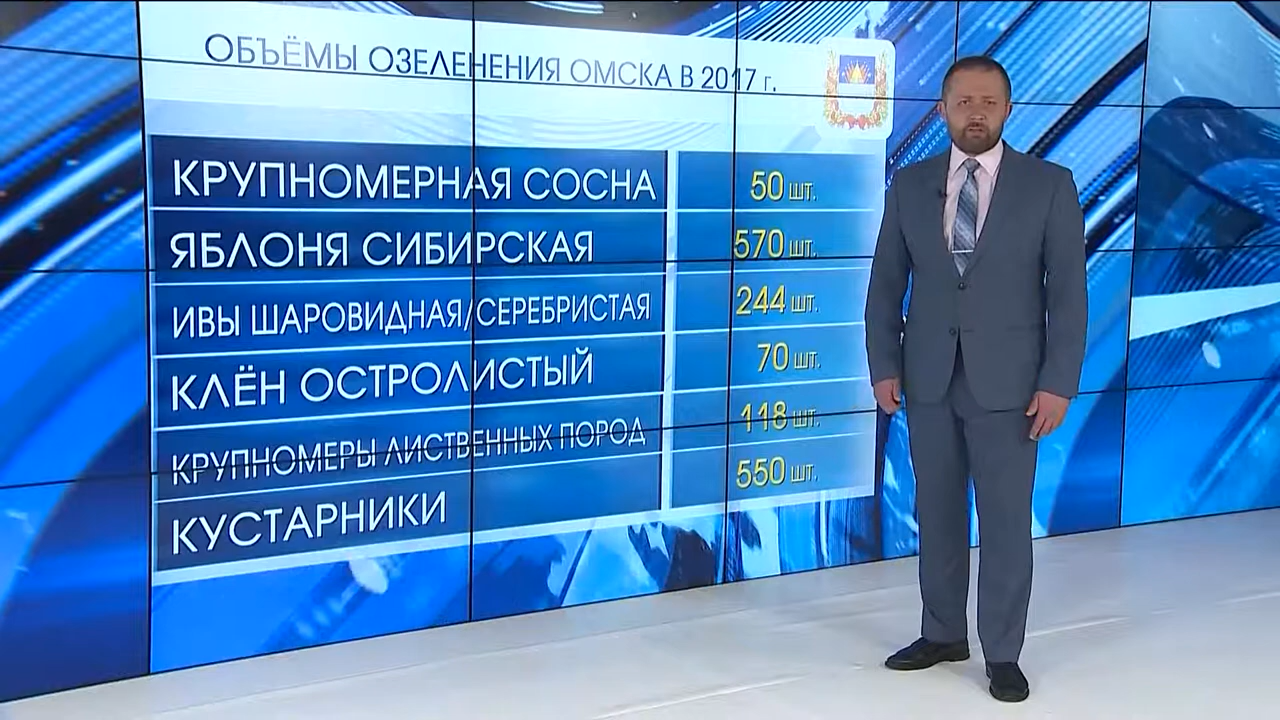 ОБЪЁМЫ ОЗЕЛЕНЕНИЯ ОМСКА В 2017 г.
КРУПНОМЕРНАЯ СОСНА 50 шт.
ЯБЛОНЯ СИБИРСКАЯ 570 шт.
ИВЫ ШАРОВИДНАЯ/СЕРЕБРИСТАЯ 244 шт.
КЛЁН ОСТРОЛИСТЫЙ 70 шт.
КРУПНОМЕРЫ ЛИСТВЕННЫХ ПОРОД 118 шт.
КУСТАРНИКИ 550 шт.